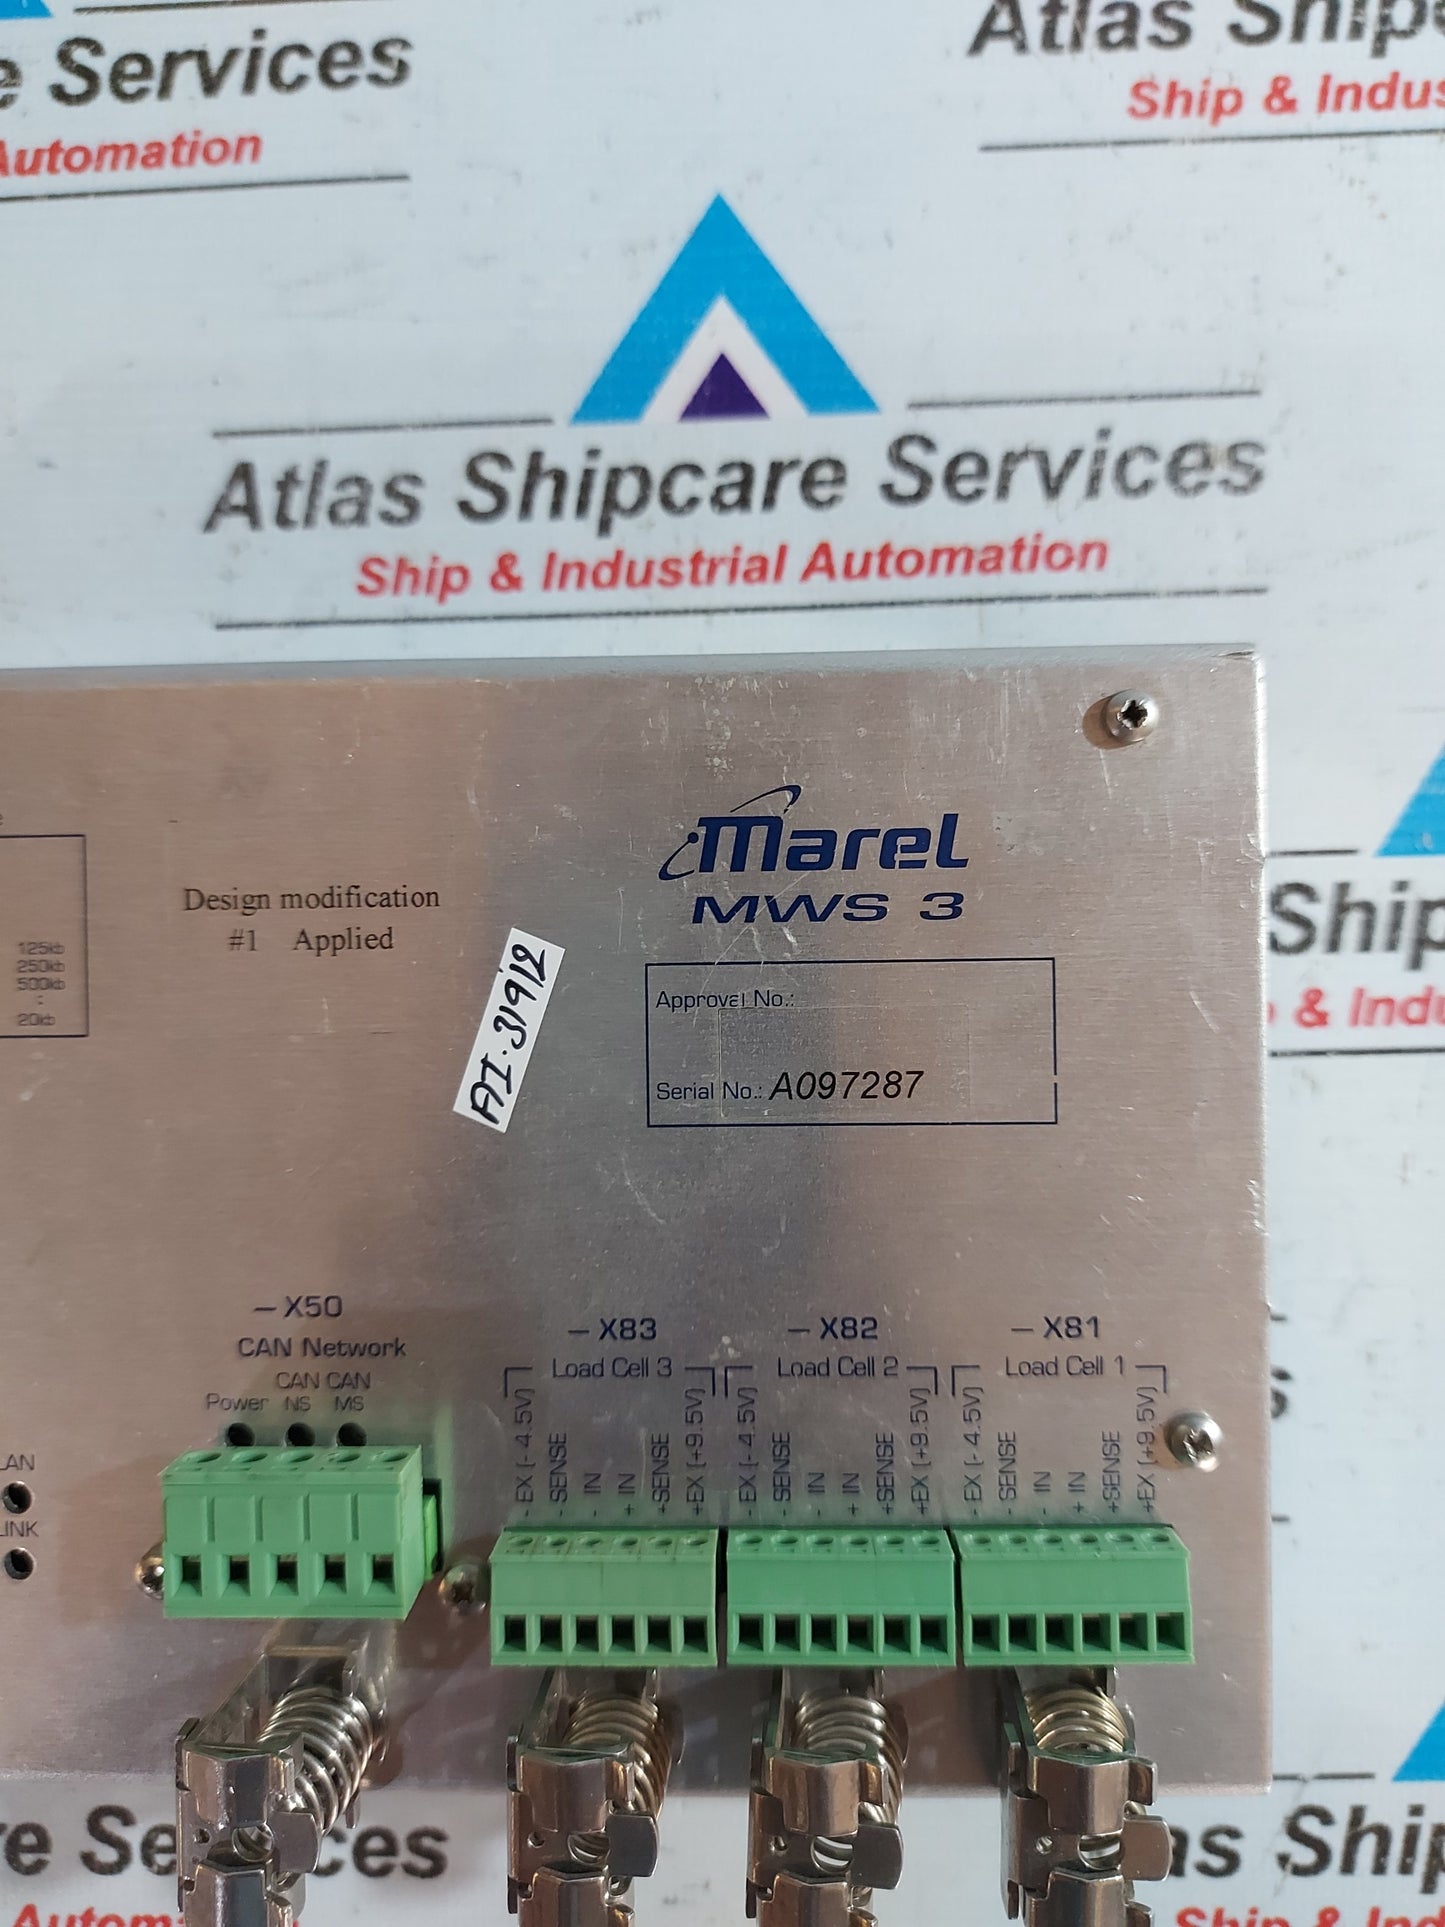 e Services
Automation
Atlas
Ship & Indus
Atlas Shipcare Services
Ship & Industrial Automation
Marel
MWS 3
Design modification
#1 Applied
125kb
250kb
500kb
:
20kb
AI.31912
Approval No.:
Serial No.: A097287
Ship
& Indu
– X50
CAN Network
Power
CAN NS
CAN MS
– X83
Load Cell 3
- EX (-4.5V)
- SENSE
- IN
+ IN
+SENSE
+EX (+9.5V)
– X82
Load Cell 2
- EX (-4.5V)
- SENSE
- IN
+ IN
+SENSE
+EX (+9.5V)
– X81
Load Cell 1
- EX (-4.5V)
- SENSE
- IN
+ IN
+SENSE
+EX (+9.5V)
LAN
LINK
re Se
ces
as Ship
Autom
Ship & Indu